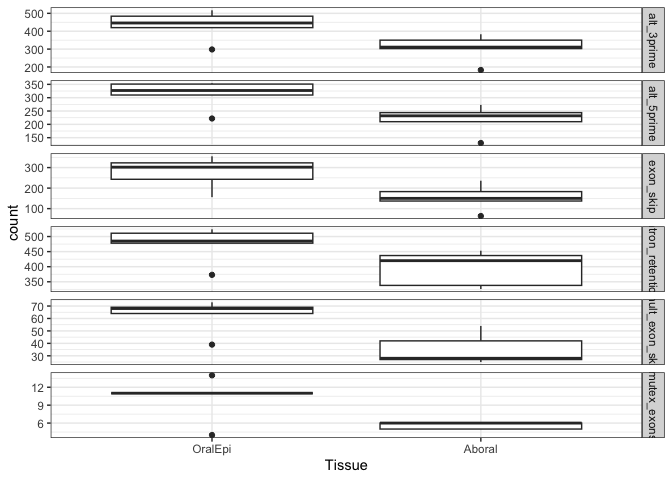 500
400
300
200
alt_3prime
350
300
250
200
150
alt_5prime
300
200
100
exon_skip
500
450
400
350
tron_retentio
70
60
50
40
30
ult_exon_sk
12
9
6
mutex_exons
count
OralEpi Aboral
Tissue